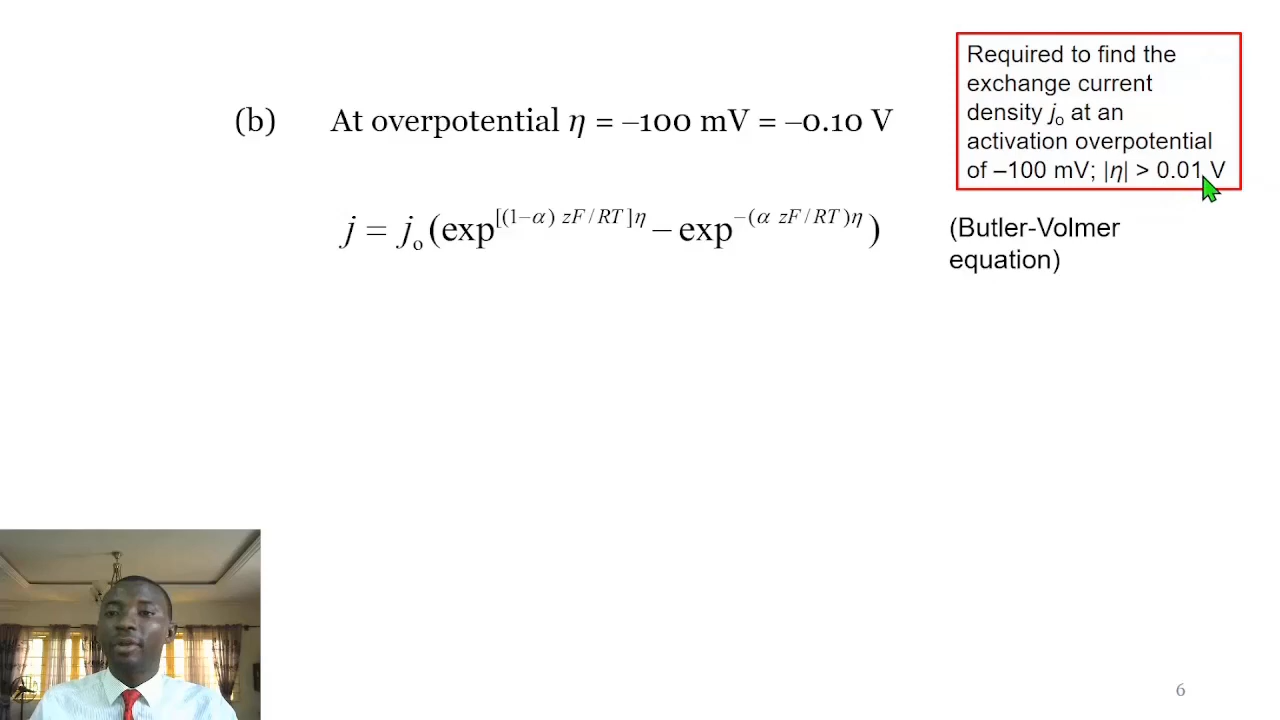 Required to find the
exchange current
density jo at an
activation overpotential
of –100 mV; |η| > 0.01 V
(b) At overpotential η = –100 mV = –0.10 V
j = jo (exp[(1–α) zF/RT]η – exp–(α zF/RT)η)
(Butler-Volmer
equation)
6